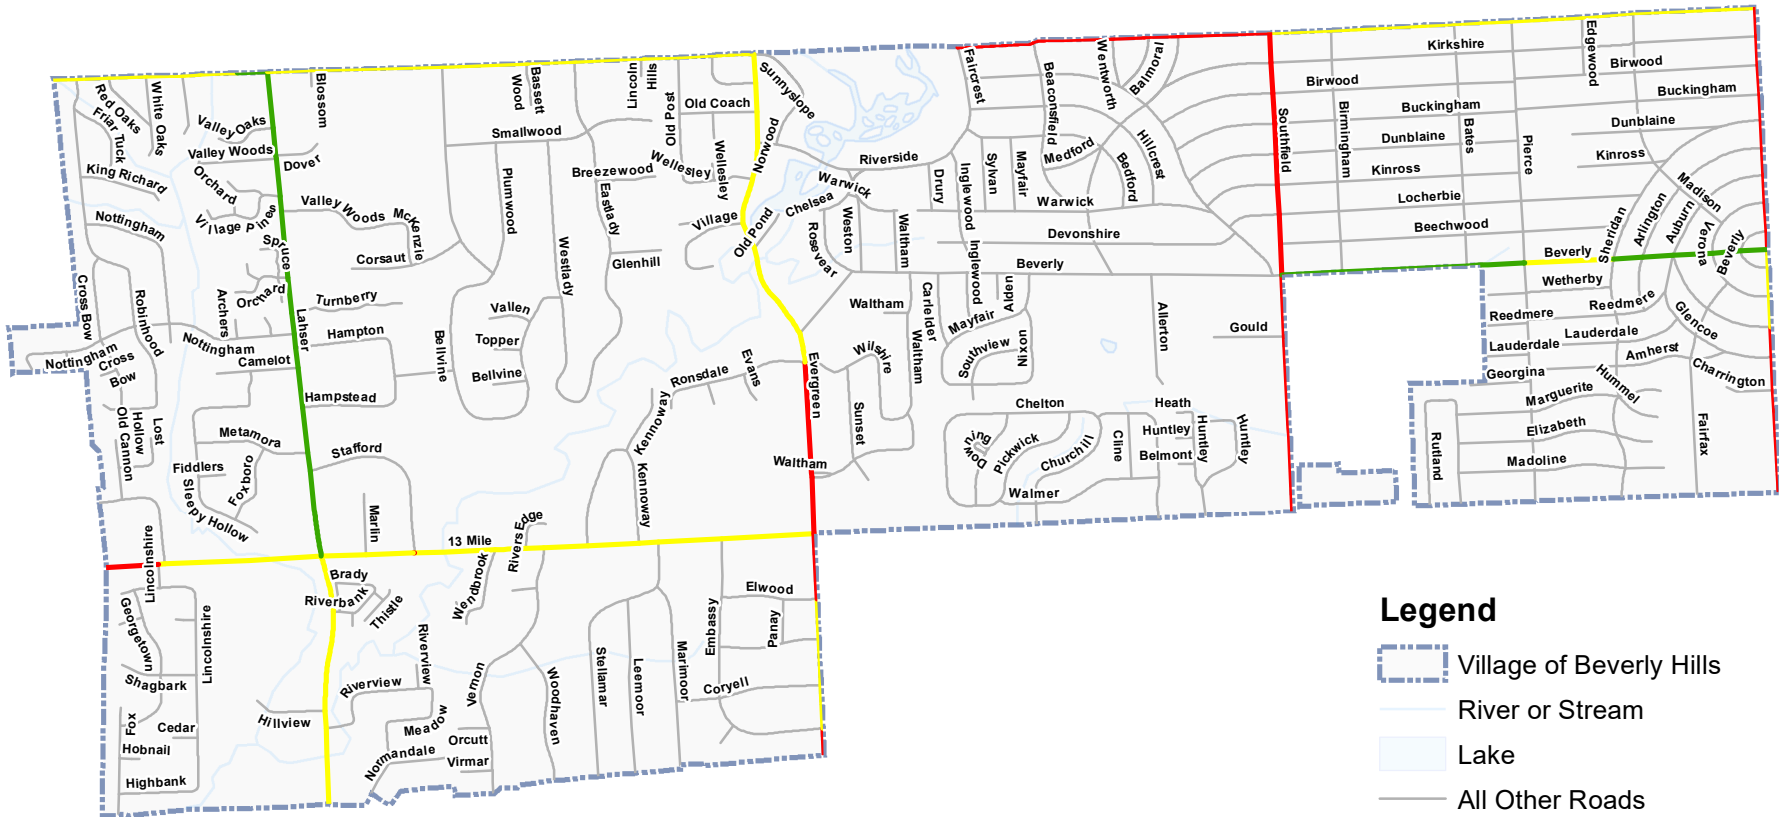 Red Oaks
Friar Tuck
White Oaks
Valley Oaks
Valley Woods
King Richard
Orchard
Village Pines
Nottingham
Spruce
Dover
Blossom
Valley Woods
McKenzie
Corsaut
Cross Bow
Robinhood
Archers
Orchard
Turnberry
Lahser
Hampton
Nottingham
Nottingham
Camelot
Cross
Bow
Hampstead
Old Cannon
Hollow
Lost
Metamora
Stafford
Fiddlers
Foxboro
Sleepy Hollow
Marlin
Lincolnshire
13 Mile
Rivers Edge
Wendbrook
Brady
Riverbank
Thistle
Georgetown
Lincolnshire
Riverview
Shagbark
Riverview
Fox
Cedar
Hobnail
Highbank
Hillview
Meadow
Normandale
Vernon
Orcutt
Virmar
Woodhaven
Stellamar
Leemoor
Marimoor
Embassy
Elwood
Panay
Coryell
Wood
Bassett
Lincoln
Hills
Old Post
Old Coach
Smallwood
Breezewood
Wellesley
Wellesley
Plumwood
Eastlady
Westlady
Glenhill
Village
Vallen
Topper
Bellvine
Bellvine
Ronsdale
Evans
Kennoway
Kennoway
Sunnyslope
Norwood
Old Pond
Chelsea
Warwick
Riverside
Rosevear
Weston
Waltham
Evergreen
Wilshire
Waltham
Waltham
Sunset
Waltham
Faircrest
Beaconsfield
Wentworth
Balmoral
Hillcrest
Medford
Bedford
Drury
Inglewood
Sylvan
Mayfair
Warwick
Devonshire
Beverly
Inglewood
Alden
Carlelder
Mayfair
Southview
Nixon
Allerton
Gould
Chelton
Heath
Downing
Pickwick
Churchill
Cline
Huntley
Belmont
Huntley
Huntley
Walmer
Southfield
Kirkshire
Edgewood
Birwood
Birwood
Birmingham
Buckingham
Buckingham
Bates
Dunblaine
Dunblaine
Pierce
Kinross
Kinross
Locherbie
Beechwood
Madison
Sheridan
Arlington
Auburn
Verona
Beverly
Beverly
Wetherby
Reedmere
Reedmere
Glencoe
Lauderdale
Lauderdale
Amherst
Georgina
Charrington
Marguerite
Hummel
Elizabeth
Fairfax
Rutland
Madoline
Legend
Village of Beverly Hills
River or Stream
Lake
All Other Roads